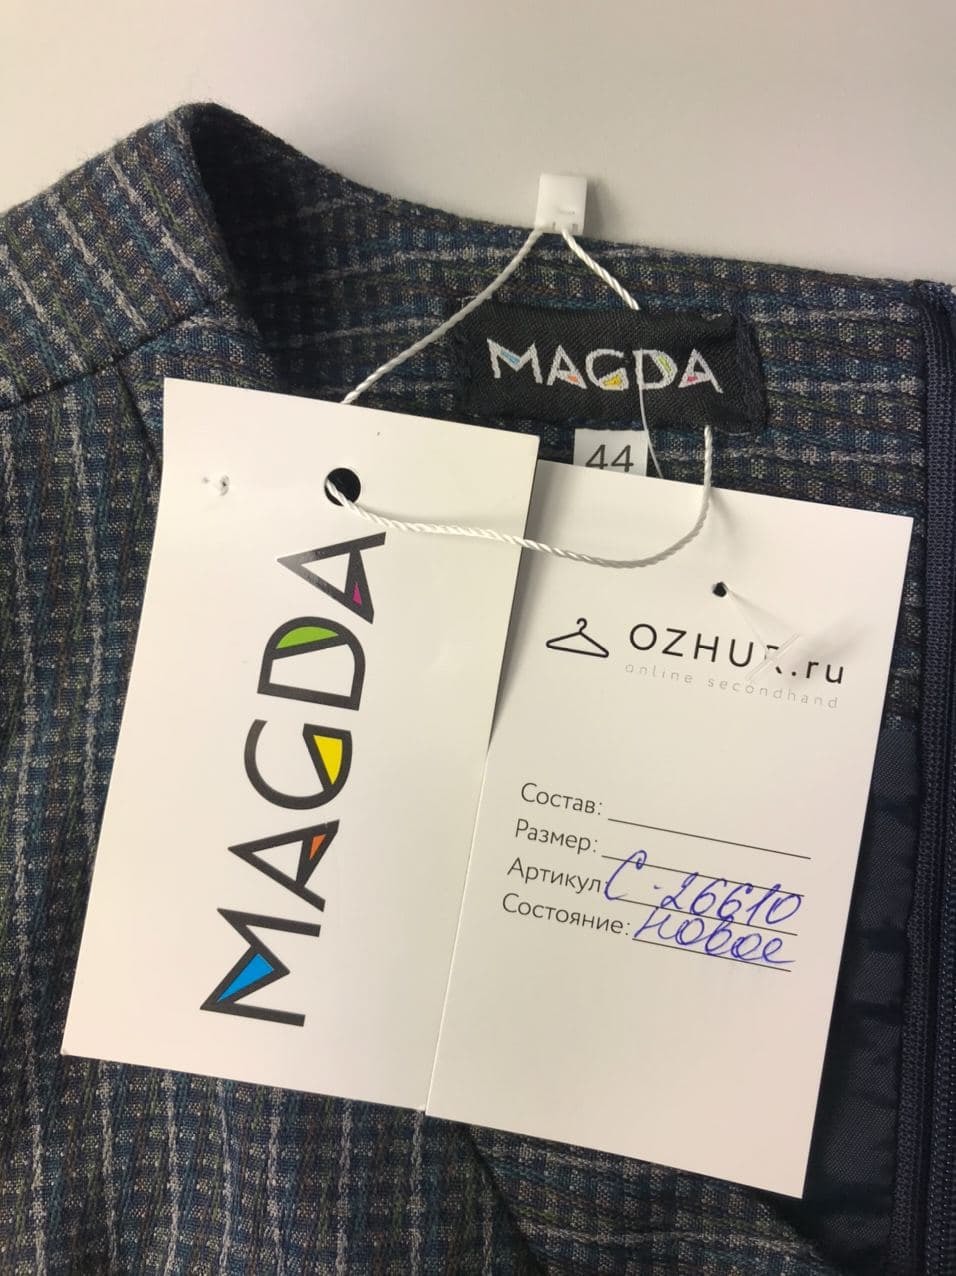 MAGDA
44
MAGDA
OZHUR.ru
online secondhand
Состав:
Размер:
Артикул: С-26610
Состояние: новое